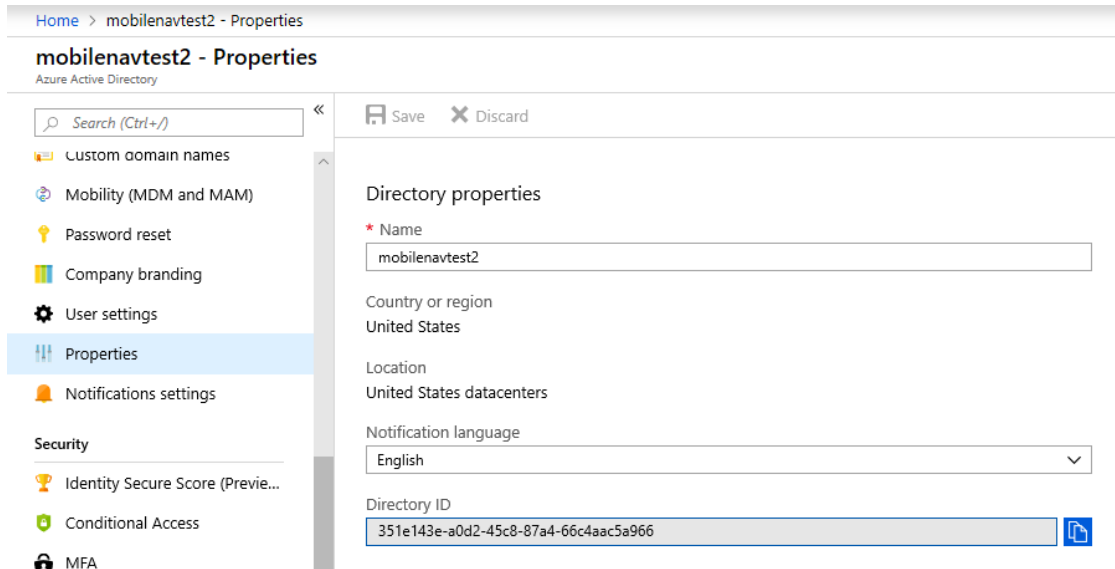 Home > mobilenavtest2 - Properties
mobilenavtest2 - Properties
Azure Active Directory
Search (Ctrl+/)
«
Custom domain names
Mobility (MDM and MAM)
Password reset
Company branding
User settings
Properties
Notifications settings
Security
Identity Secure Score (Previe...
Conditional Access
MFA
Save Discard
Directory properties
* Name
mobilenavtest2
Country or region
United States
Location
United States datacenters
Notification language
English
Directory ID
351e143e-a0d2-45c8-87a4-66c4aac5a966